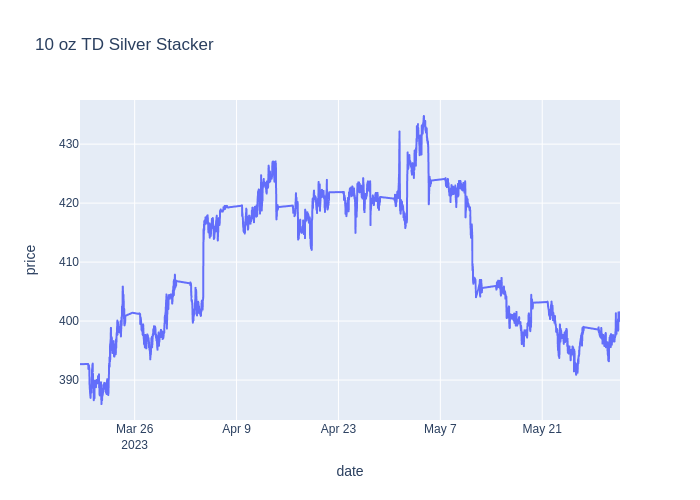 10 oz TD Silver Stacker
430
420
410
400
390
price
Mar 26
2023
Apr 9
Apr 23
May 7
May 21
date